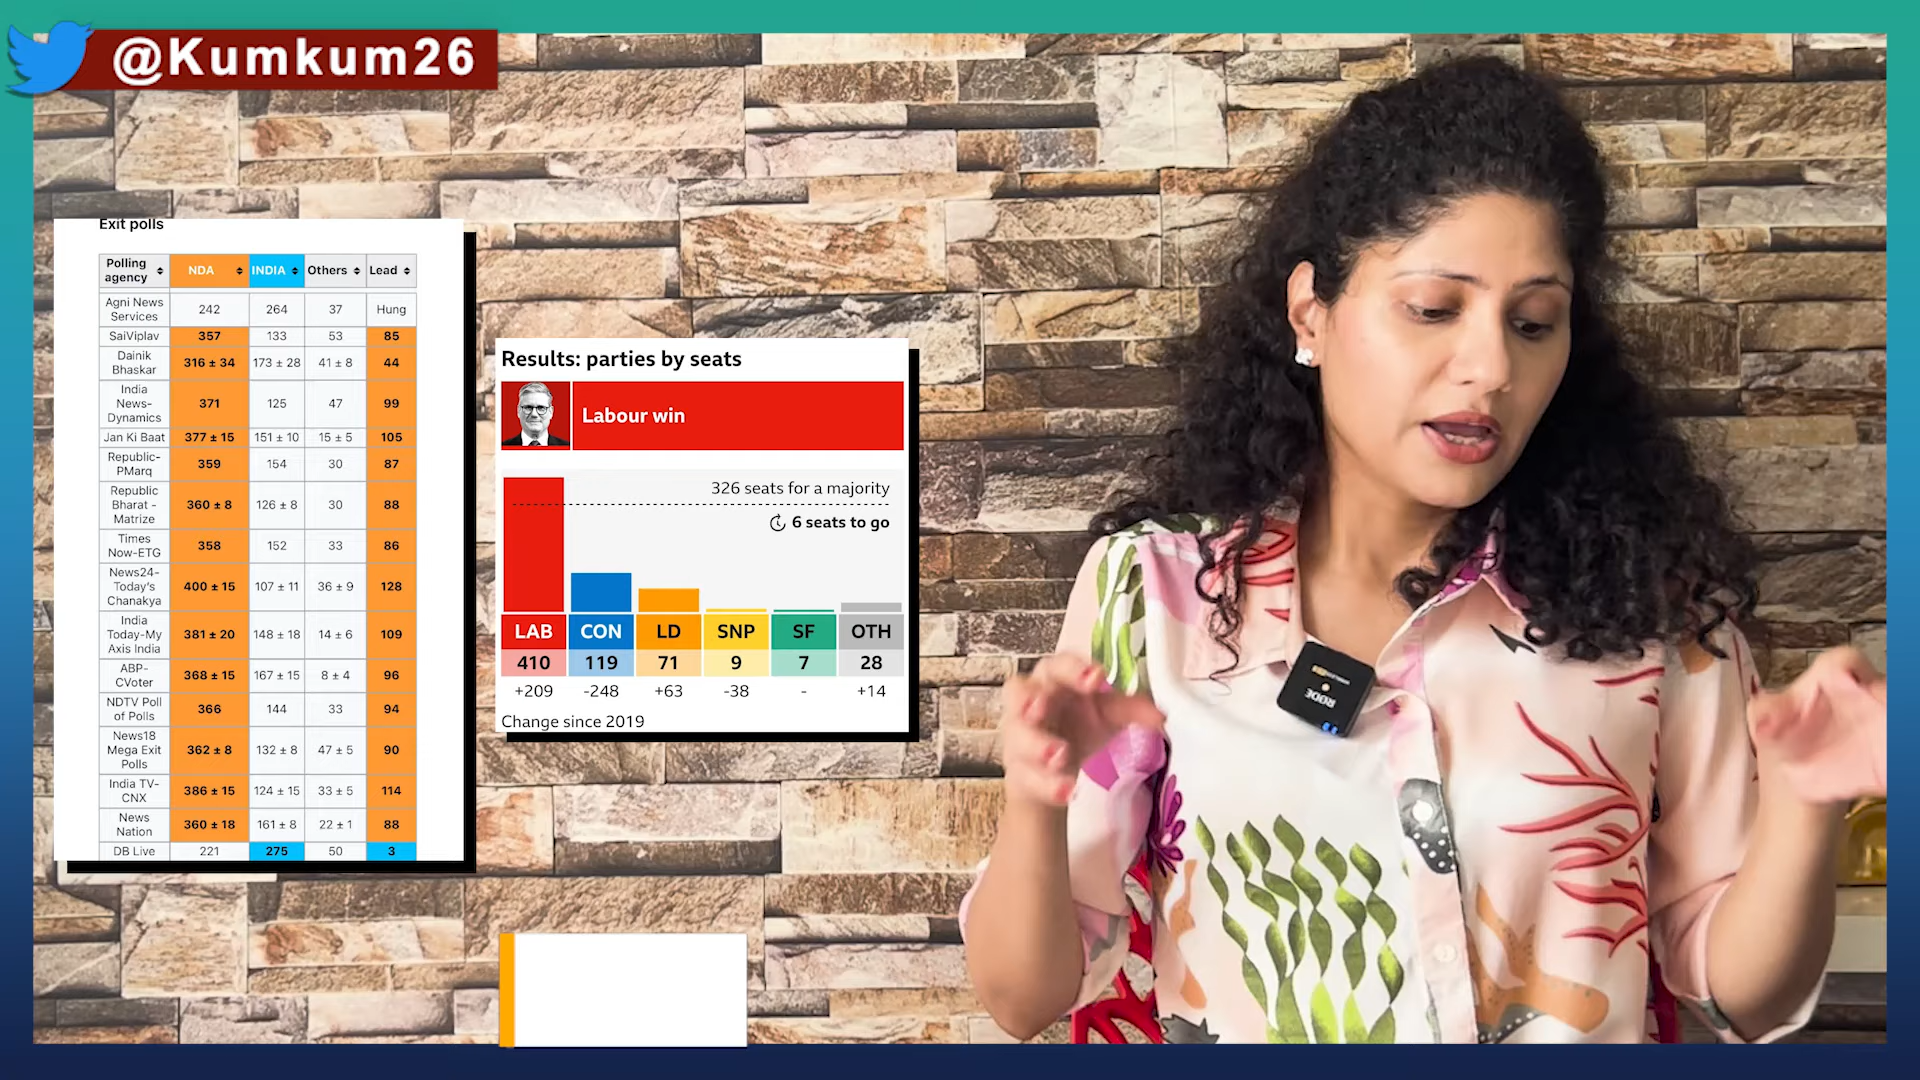 @Kumkum26
Exit polls
Polling agency NDA INDIA Others Lead
Agni News Services 242 264 37 Hung
SaiViplav 357 133 53 85
Dainik Bhaskar 316 ± 34 173 ± 28 41 ± 8 44
India News-Dynamics 371 125 47 99
Jan Ki Baat 377 ± 15 151 ± 10 15 ± 5 105
Republic-PMarq 359 154 30 87
Republic Bharat - Matrize 360 ± 8 126 ± 8 30 88
Times Now-ETG 358 152 33 86
News24-Today's Chanakya 400 ± 15 107 ± 11 36 ± 9 128
India Today-My Axis India 381 ± 20 148 ± 18 14 ± 6 109
ABP-CVoter 368 ± 15 167 ± 15 8 ± 4 96
NDTV Poll of Polls 366 144 33 94
News18 Mega Exit Polls 362 ± 8 132 ± 8 47 ± 5 90
India TV-CNX 386 ± 15 124 ± 15 33 ± 5 114
News Nation 360 ± 18 161 ± 8 22 ± 1 88
DB Live 221 275 50 3
Results: parties by seats
Labour win
326 seats for a majority
6 seats to go
LAB CON LD SNP SF OTH
410 119 71 9 7 28
+209 -248 +63 -38 - +14
Change since 2019
RØDE